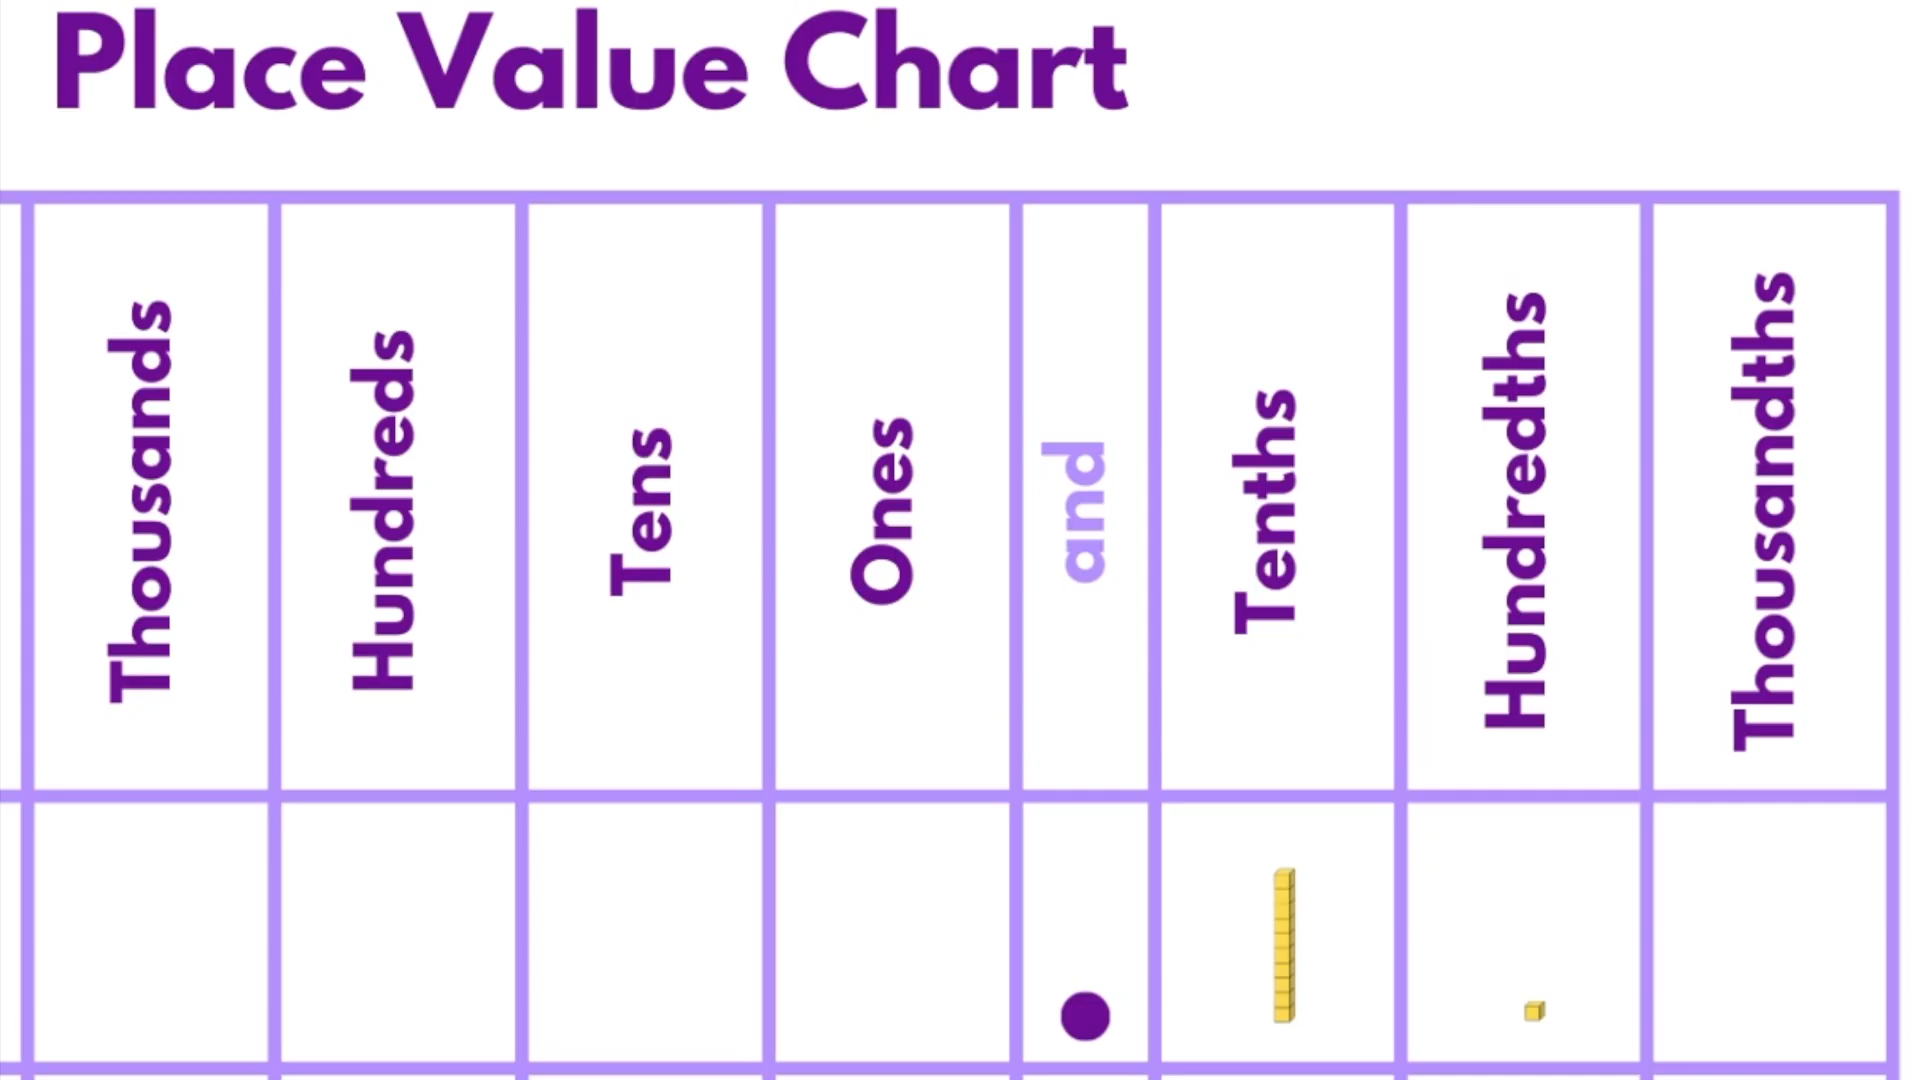 Place Value Chart
Thousands
Hundreds
Tens
Ones
and
Tenths
Hundredths
Thousandths